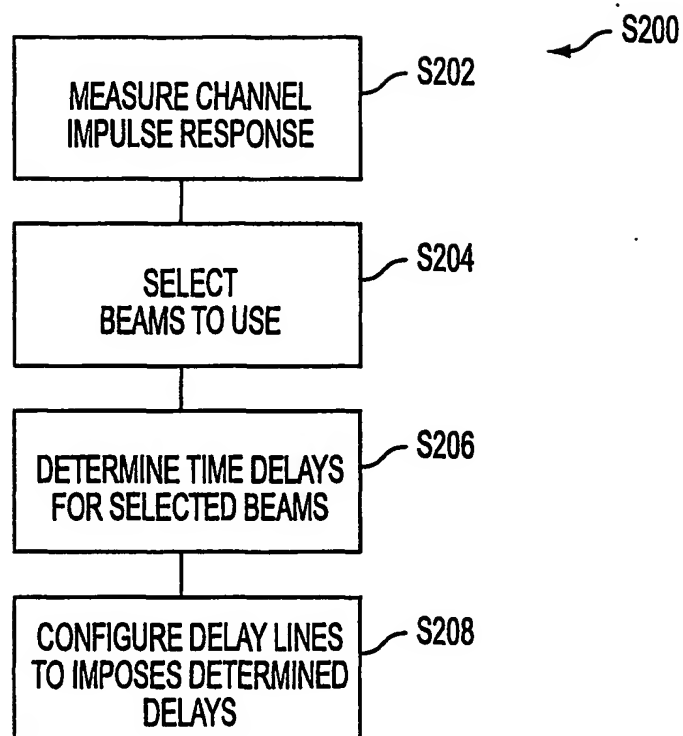 S200
MEASURE CHANNEL
IMPULSE RESPONSE
S202
SELECT
BEAMS TO USE
S204
DETERMINE TIME DELAYS
FOR SELECTED BEAMS
S206
CONFIGURE DELAY LINES
TO IMPOSES DETERMINED
DELAYS
S208